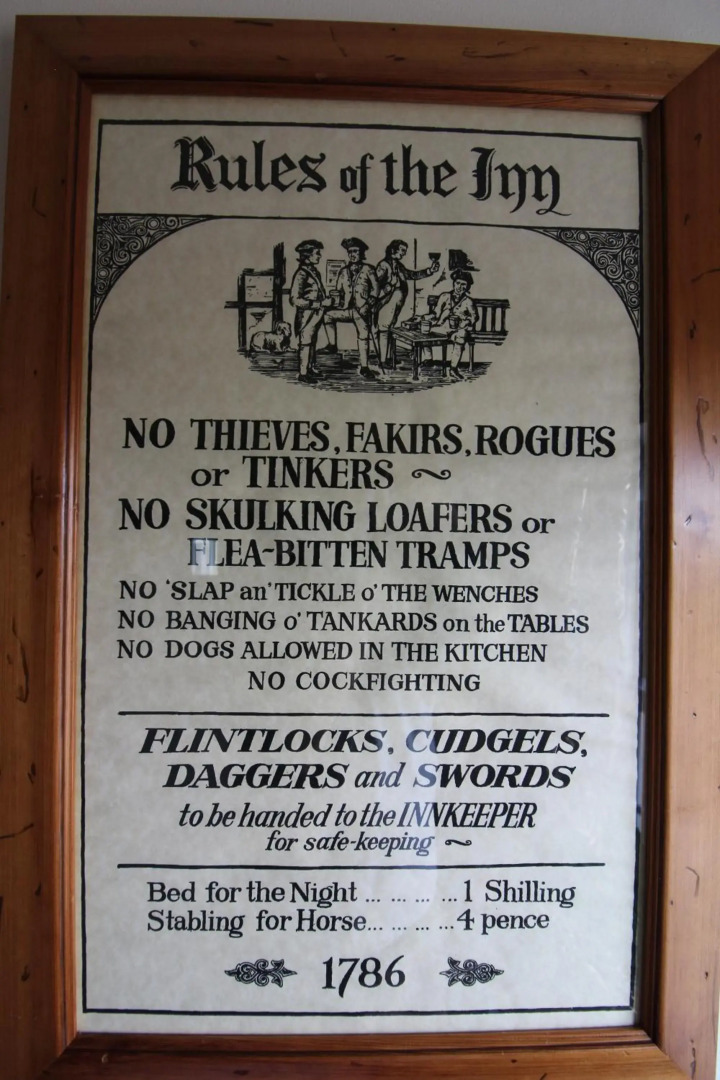 Rules of the Inn
NO THIEVES, FAKIRS, ROGUES
or TINKERS ~
NO SKULKING LOAFERS or
FLEA-BITTEN TRAMPS
NO 'SLAP an' TICKLE o' THE WENCHES
NO BANGING o' TANKARDS on the TABLES
NO DOGS ALLOWED IN THE KITCHEN
NO COCKFIGHTING
FLINTLOCKS, CUDGELS,
DAGGERS and SWORDS
to be handed to the INNKEEPER
for safe-keeping ~
Bed for the Night ... ... ... ...1 Shilling
Stabling for Horse... ... ... ...4 pence
1786